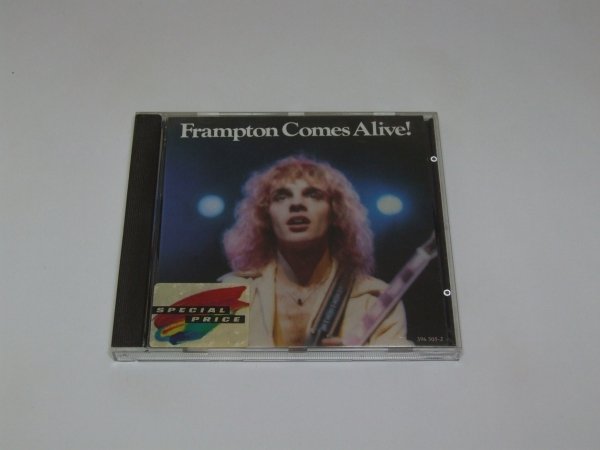 Frampton Comes Alive!
SPECIAL
PRICE